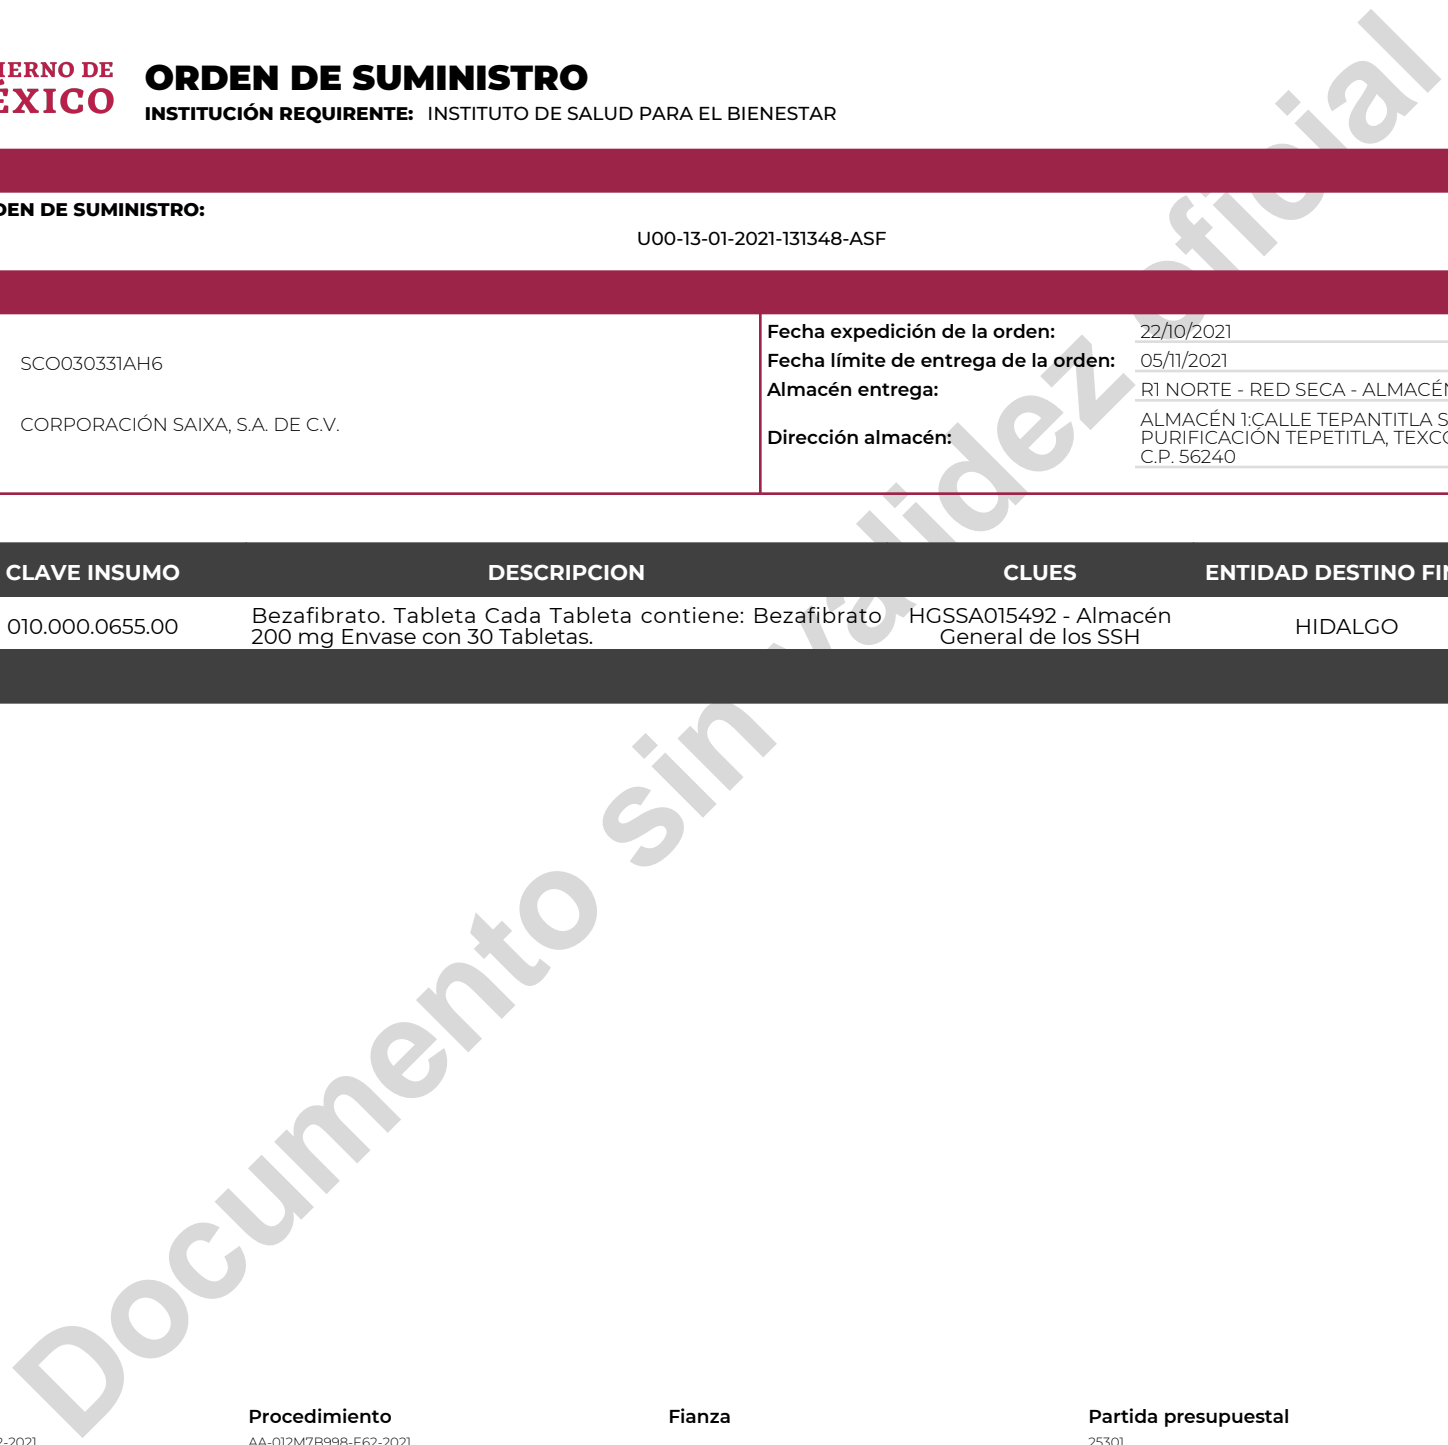 ORDEN DE SUMINISTRO
INSTITUCIÓN REQUIRENTE: INSTITUTO DE SALUD PARA EL BIENESTAR
DE
XICO
DE SUMINISTRO:
U00-13-01-2021-131348-ASF
SCO030331AH6
CORPORACIÓN SAIXA, S.A. DE C.V.
Fecha expedición de la orden: 22/10/2021
Fecha límite de entrega de la orden: 05/11/2021
Almacén entrega: R1 NORTE - RED SECA - ALMACÉN
Dirección almacén: ALMACÉN 1:CALLE TEPANTITLA S
PURIFICACIÓN TEPETITLA, TEXCO
C.P. 56240
CLAVE INSUMO DESCRIPCION CLUES ENTIDAD DESTINO
010.000.0655.00
Bezafibrato. Tableta Cada Tableta contiene: Bezafibrato
200 mg Envase con 30 Tabletas.
HGSSA015492 - Almacén
General de los SSH
HIDALGO
Documento sin validez oficial
Procedimiento Fianza Partida presupuestal
-2021 AA-012M7B998-E62-2021 25301